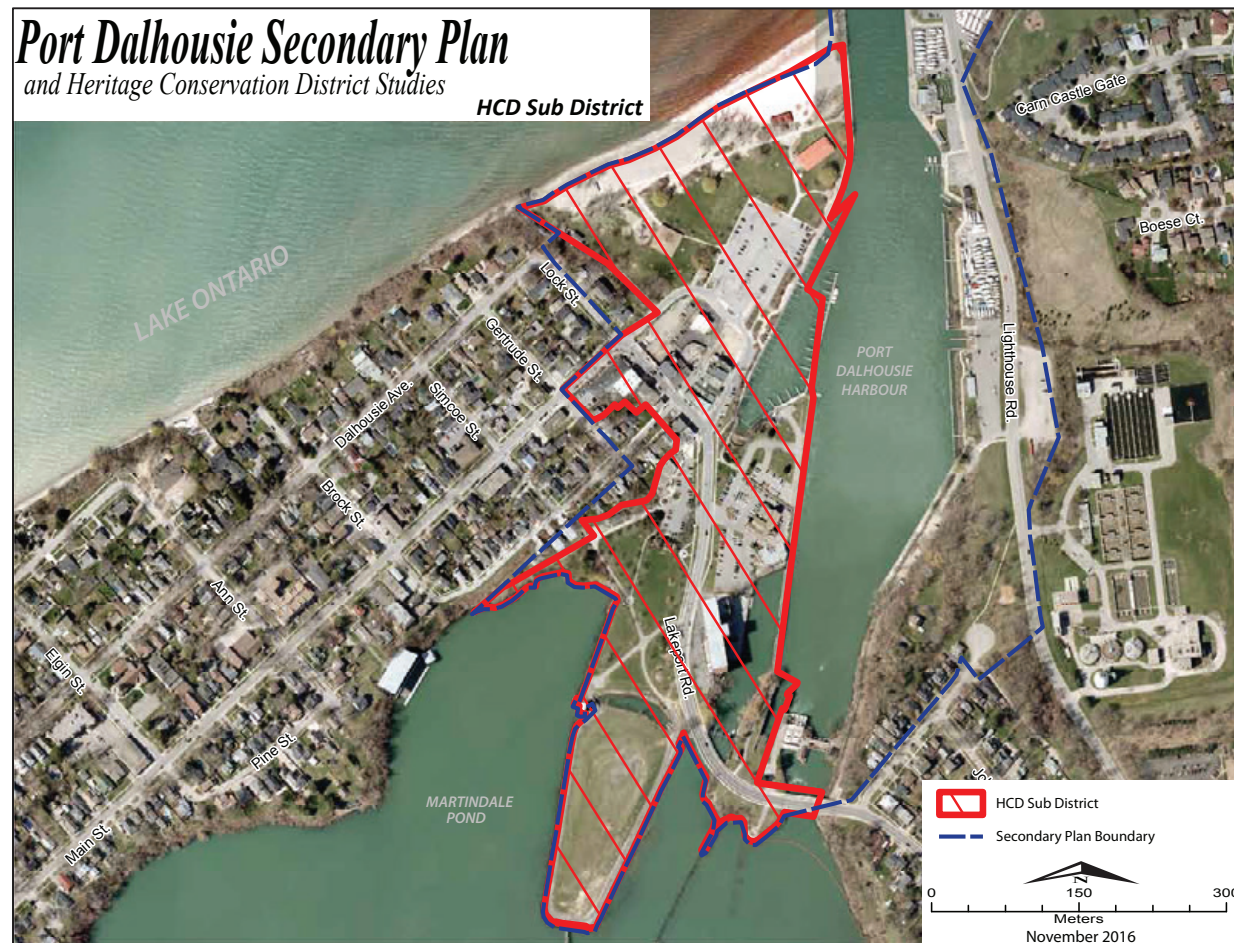 Port Dalhousie Secondary Plan
and Heritage Conservation District Studies
HCD Sub District
Carn Castle Gate
Boese Ct.
LAKE ONTARIO
Lock St.
Gertrude St.
Simcoe St.
Dalhousie Ave.
Brock St.
Ann St.
Elgin St.
Pine St.
Main St.
PORT
DALHOUSIE
HARBOUR
Lighthouse Rd.
Lakeport Rd.
MARTINDALE
POND
HCD Sub District
Secondary Plan Boundary
N
0 150 300
Meters
November 2016